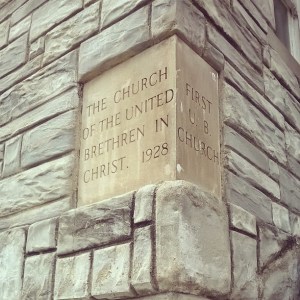 THE CHURCH
OF THE UNITED
BRETHREN IN
CHRIST. 1928
FIRST
U.B.
CHURCH